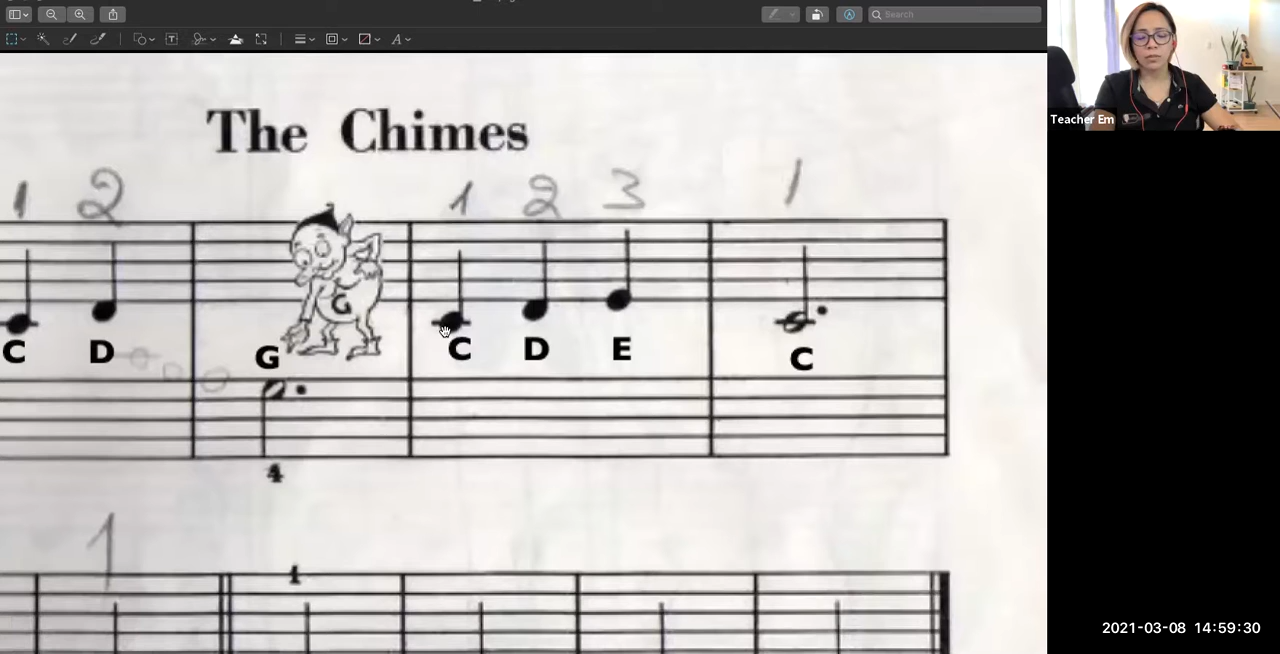 Search
Teacher Em
The Chimes
1 2 1 2 3 1
G
C D G C D E C
4
1
1
2021-03-08 14:59:30